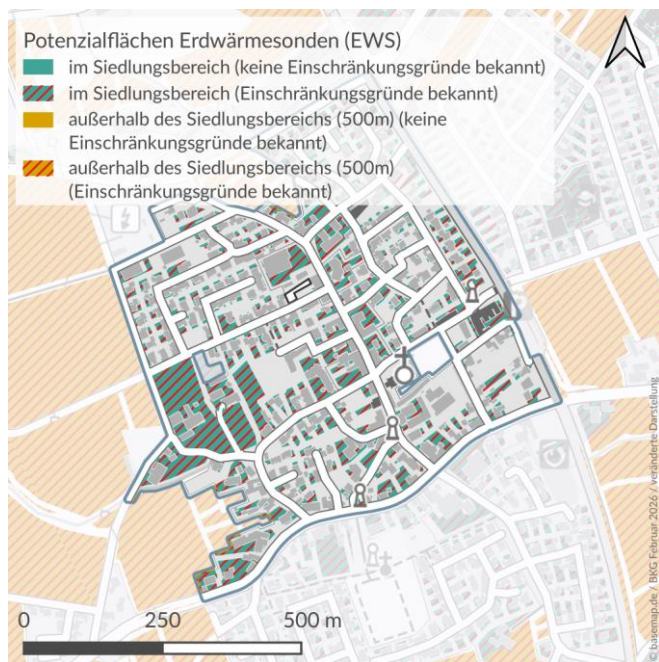 Potenzialflächen Erdwärmesonden (EWS)
im Siedlungsbereich (keine Einschränkungsgründe bekannt)
im Siedlungsbereich (Einschränkungsgründe bekannt)
außerhalb des Siedlungsbereichs (500m) (keine
Einschränkungsgründe bekannt)
außerhalb des Siedlungsbereichs (500m)
(Einschränkungsgründe bekannt)
© basemap.de / BKG Februar 2026 / veränderte Darstellung
0 250 500 m